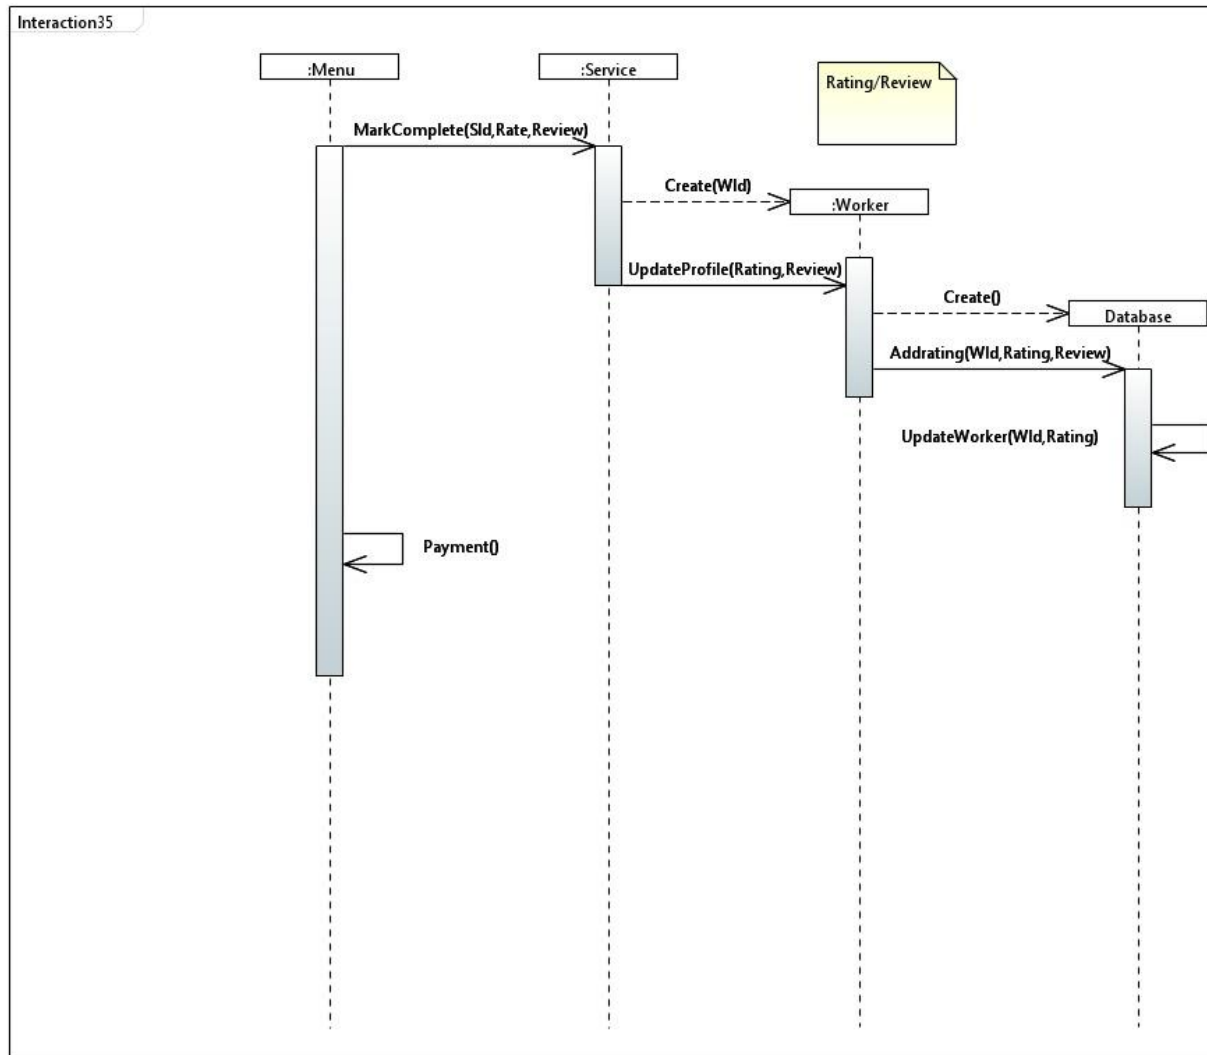 Interaction35
:Menu
:Service
Rating/Review
MarkComplete(SId,Rate,Review)
Create(WId)
:Worker
UpdateProfile(Rating,Review)
Create()
Database
Addrating(WId,Rating,Review)
UpdateWorker(WId,Rating)
Payment()